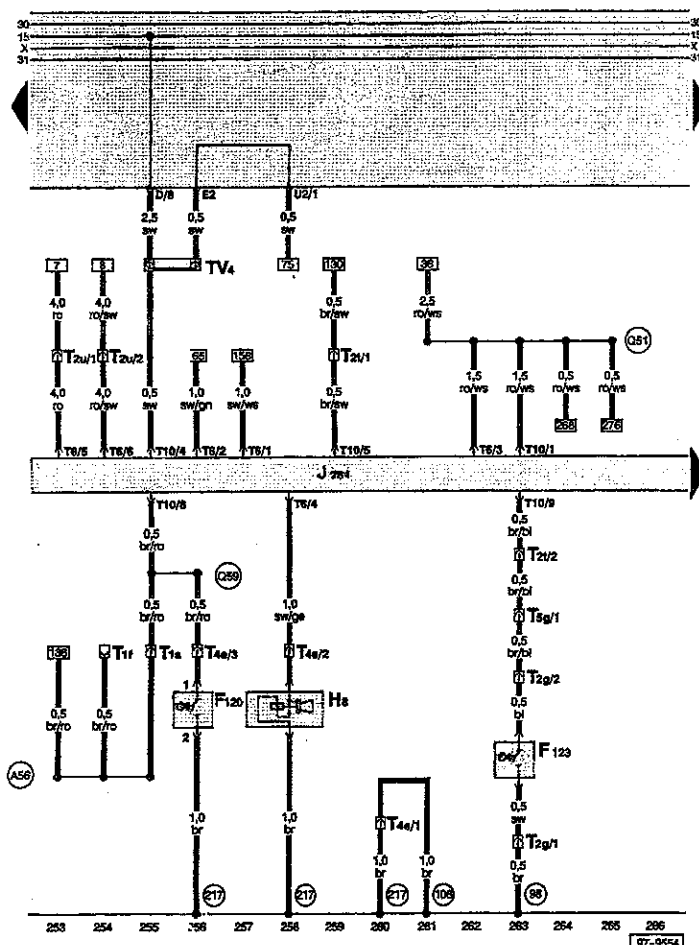 30 30
15 15
X X
31 31
D/8 E2 U2/1
2,5 0,5 0,5
sw sw sw
7 8 TV4 75 130 36
4,0 4,0 0,5 2,5
ro ro/sw br/sw ro/ws
T2u/1 T2u/2 65 156 T2t/1 Q51
4,0 4,0 0,5 1,0 1,0 0,5 1,5 1,5 0,5 0,5
ro ro/sw sw sw/gn sw/ws br/sw ro/ws ro/ws ro/ws ro/ws
268 276
T6/5 T6/6 T10/4 T6/2 T6/1 T10/5 T6/3 T10/1
J
T10/8 T6/4 T10/9
0,5 0,5
br/ro br/bl
T2t/2
Q59
0,5 0,5 1,0 0,5
br/ro br/ro sw/ge br/bl
T5g/1
0,5
br/bl
136 T1f T1a T4e/3 T4e/2
T2g/2
0,5 0,5 1 F120 H8 0,5
br/ro br/ro bl
2 F123
A56
0,5
sw
1,0 1,0 T4e/1 T2g/1
br br
1,0 1,0 0,5
br br br
217 217 217 106 98
253 254 255 256 257 258 259 260 261 262 263 264 265 266
97-9554